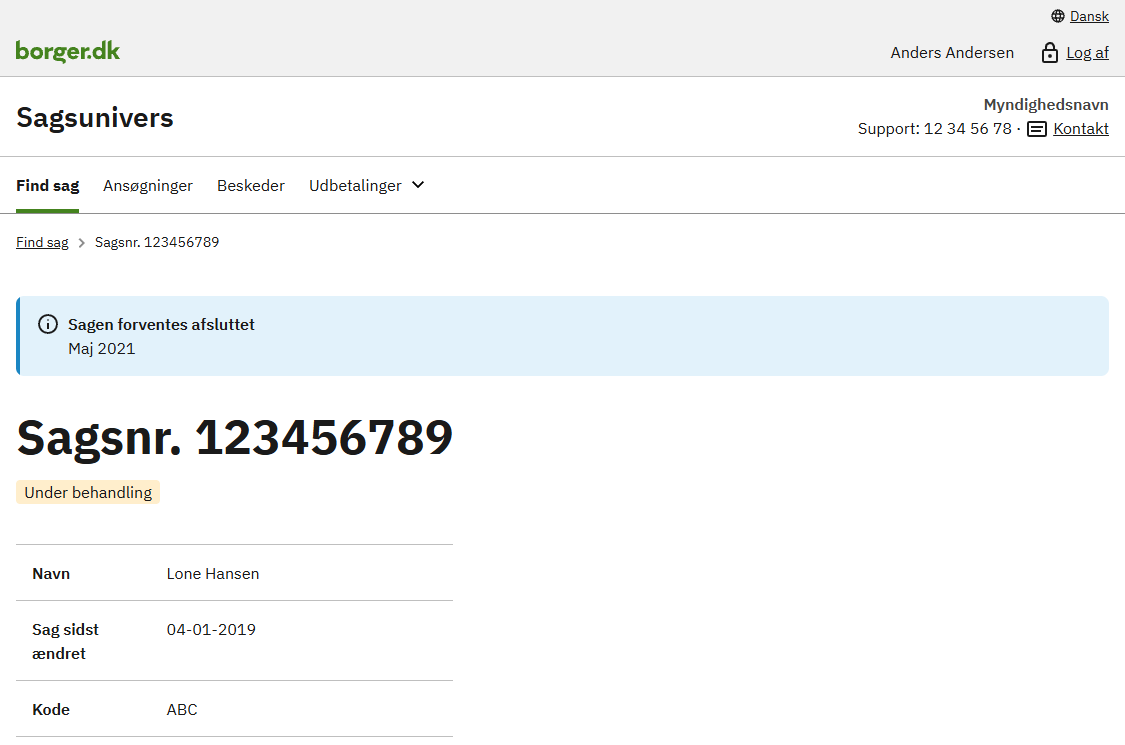 Dansk
borger.dk
Anders Andersen
Log af
Sagsunivers
Myndighedsnavn
Support: 12 34 56 78 · Kontakt
Find sag Ansøgninger Beskeder Udbetalinger
Find sag Sagsnr. 123456789
Sagen forventes afsluttet
Maj 2021
Sagsnr. 123456789
Under behandling
Navn Lone Hansen
Sag sidst 04-01-2019
ændret
Kode ABC